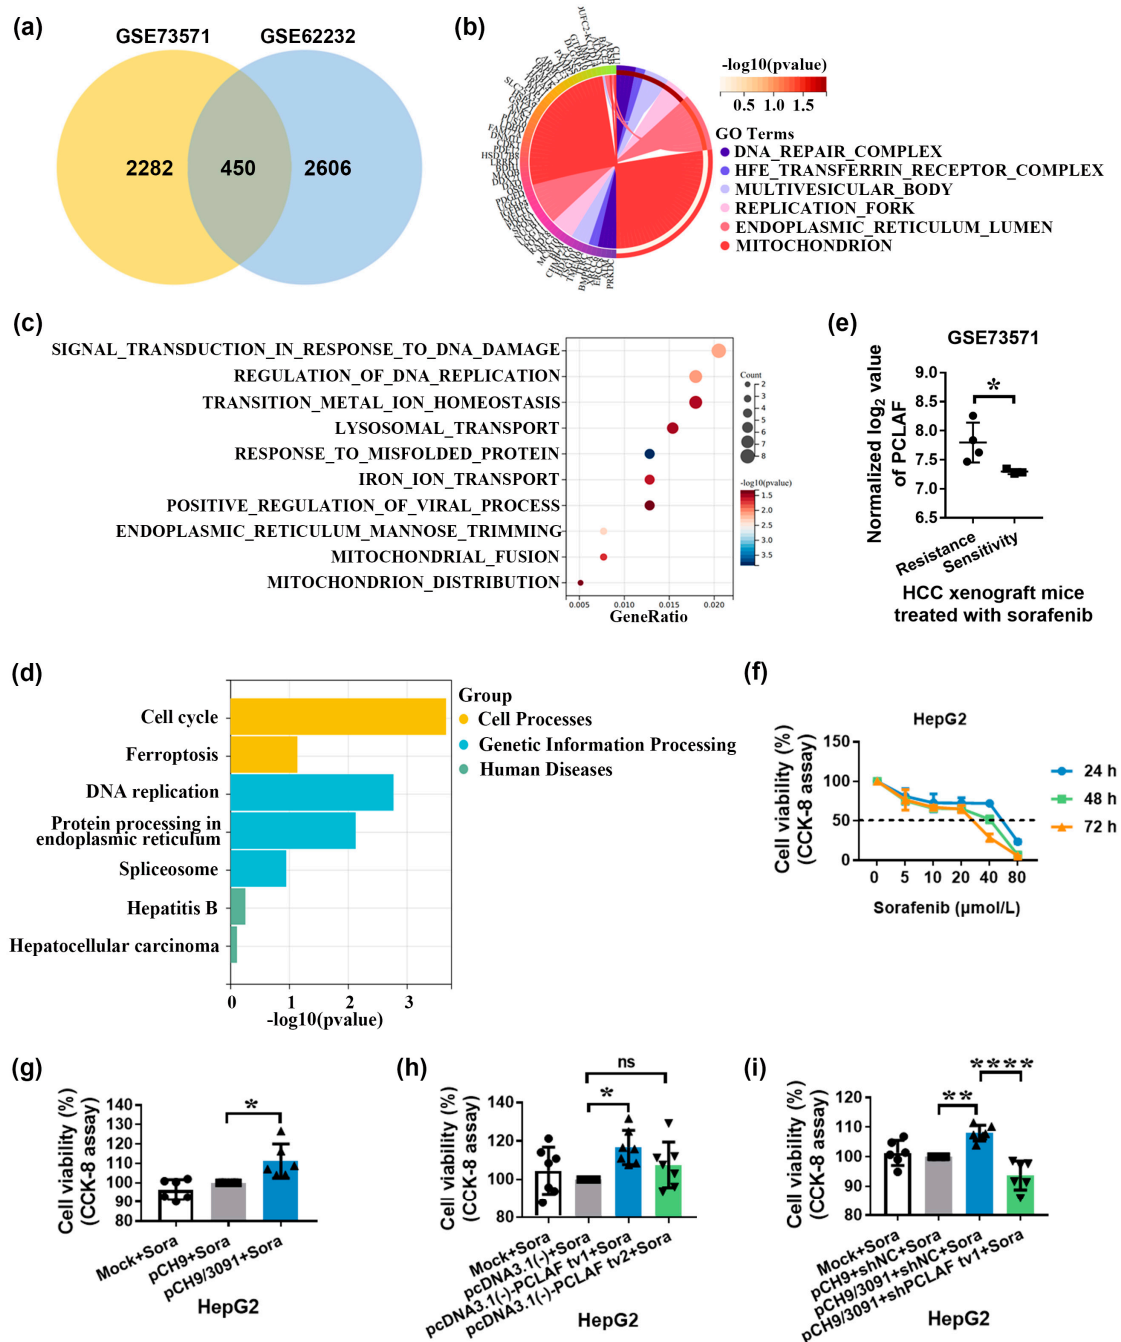 (a)
GSE73571
GSE62232
2282
450
2606
(b)
-log10(pvalue)
0.5 1.0 1.5
GO Terms
DNA_REPAIR_COMPLEX
HFE_TRANSFERRIN_RECEPTOR_COMPLEX
MULTIVESICULAR_BODY
REPLICATION_FORK
ENDOPLASMIC_RETICULUM_LUMEN
MITOCHONDRION
HSD17B8
LRRK1
BDH1
MAOB
PRKDC
(c)
SIGNAL_TRANSDUCTION_IN_RESPONSE_TO_DNA_DAMAGE
REGULATION_OF_DNA_REPLICATION
TRANSITION_METAL_ION_HOMEOSTASIS
LYSOSOMAL_TRANSPORT
RESPONSE_TO_MISFOLDED_PROTEIN
IRON_ION_TRANSPORT
POSITIVE_REGULATION_OF_VIRAL_PROCESS
ENDOPLASMIC_RETICULUM_MANNOSE_TRIMMING
MITOCHONDRIAL_FUSION
MITOCHONDRION_DISTRIBUTION
0.005 0.010 0.015 0.020
GeneRatio
Count
2
3
4
5
6
7
8
-log10(pvalue)
1.5
2.0
2.5
3.0
3.5
(e)
GSE73571
Normalized log2 value
of PCLAF
9.0
8.5
8.0
7.5
7.0
6.5
*
Resistance
Sensitivity
HCC xenograft mice
treated with sorafenib
(d)
Cell cycle
Ferroptosis
DNA replication
Protein processing in
endoplasmic reticulum
Spliceosome
Hepatitis B
Hepatocellular carcinoma
0 1 2 3
-log10(pvalue)
Group
Cell Processes
Genetic Information Processing
Human Diseases
(f)
HepG2
Cell viability (%)
(CCK-8 assay)
150
100
50
0
0 5 10 20 40 80
Sorafenib (μmol/L)
24 h
48 h
72 h
(g)
Cell viability (%)
(CCK-8 assay)
140
130
120
110
100
90
80
*
Mock+Sora
pCH9+Sora
pCH9/3091+Sora
HepG2
(h)
Cell viability (%)
(CCK-8 assay)
140
120
100
80
ns
*
Mock+Sora
pcDNA3.1(-)+Sora
pcDNA3.1(-)-PCLAF tv1+Sora
pcDNA3.1(-)-PCLAF tv2+Sora
HepG2
(i)
Cell viability (%)
(CCK-8 assay)
120
110
100
90
80
**
****
Mock+Sora
pCH9+shNC+Sora
pCH9/3091+shNC+Sora
pCH9/3091+shPCLAF tv1+Sora
HepG2